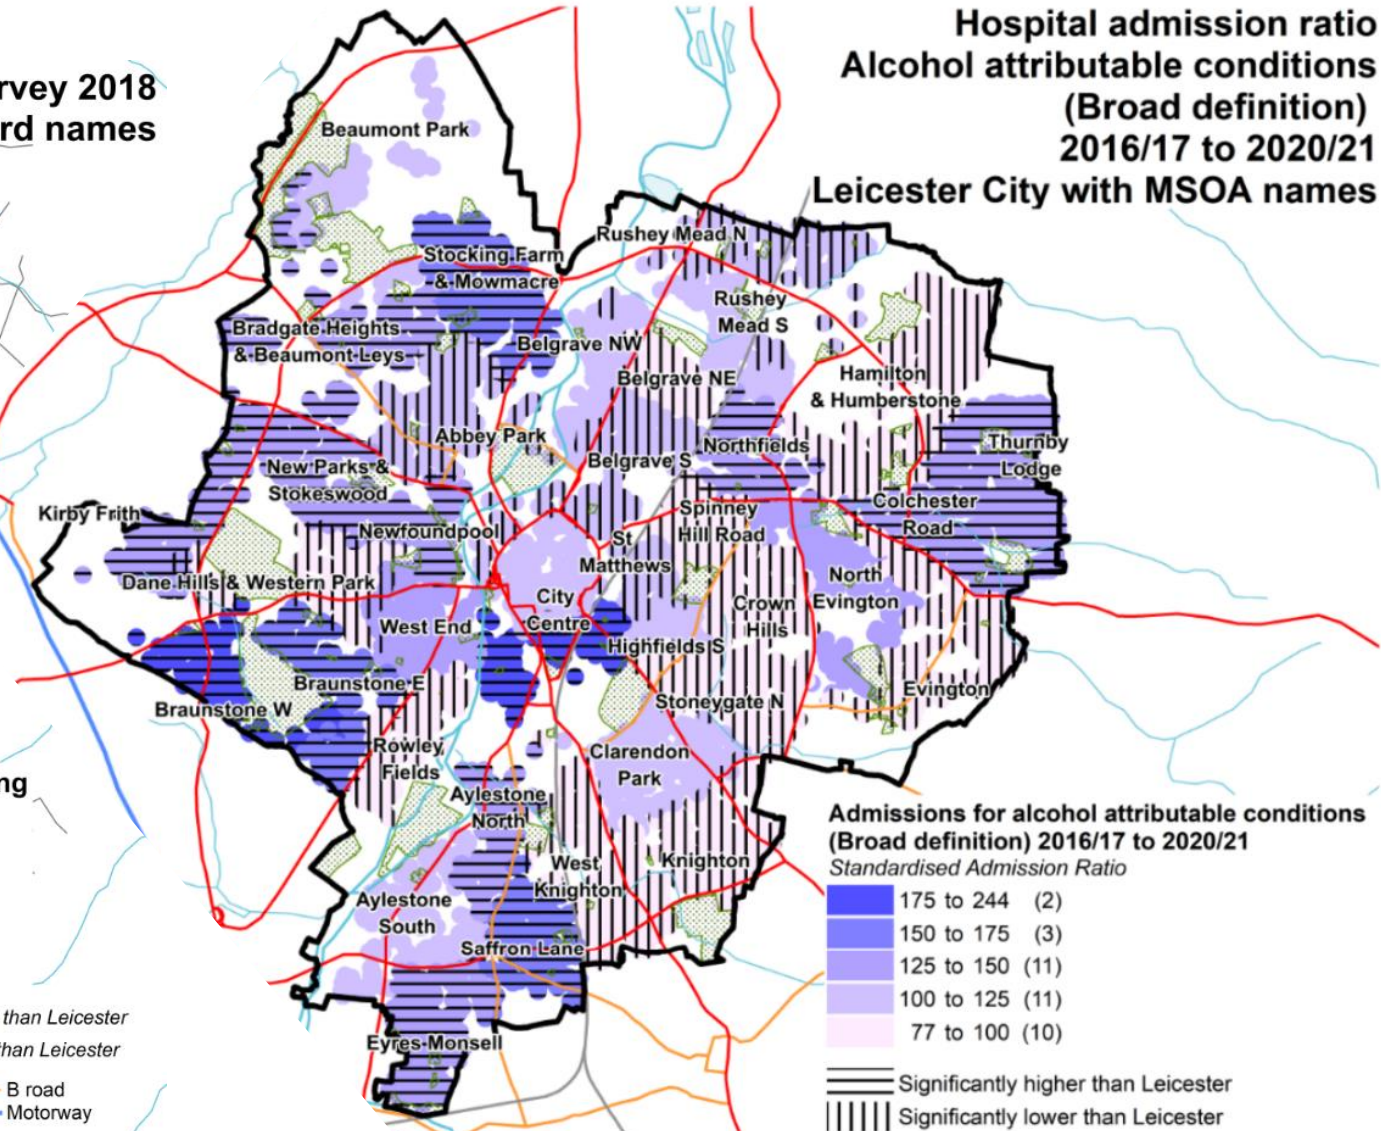 rvey 2018
rd names
Hospital admission ratio
Alcohol attributable conditions
(Broad definition)
2016/17 to 2020/21
Leicester City with MSOA names
Beaumont Park
Rushey Mead N
Stocking Farm
& Mowmacre
Rushey
Mead S
Bradgate Heights
& Beaumont Leys
Belgrave NW
Belgrave NE
Hamilton
& Humberstone
Abbey Park
Northfields
Thurnby
Lodge
Belgrave S
New Parks &
Stokeswood
Colchester
Road
Kirby Frith
Newfoundpool
Spinney
Hill Road
St
Matthews
Dane Hills & Western Park
North
Evington
City
Centre
Crown
Hills
West End
Highfields S
Braunstone E
Evington
Braunstone W
Stoneygate N
Rowley
Fields
Clarendon
Park
ng
Aylestone
North
West
Knighton
Knighton
Aylestone
South
Saffron Lane
Eyres Monsell
Admissions for alcohol attributable conditions
(Broad definition) 2016/17 to 2020/21
Standardised Admission Ratio
175 to 244 (2)
150 to 175 (3)
125 to 150 (11)
100 to 125 (11)
77 to 100 (10)
Significantly higher than Leicester
Significantly lower than Leicester
than Leicester
than Leicester
B road
Motorway